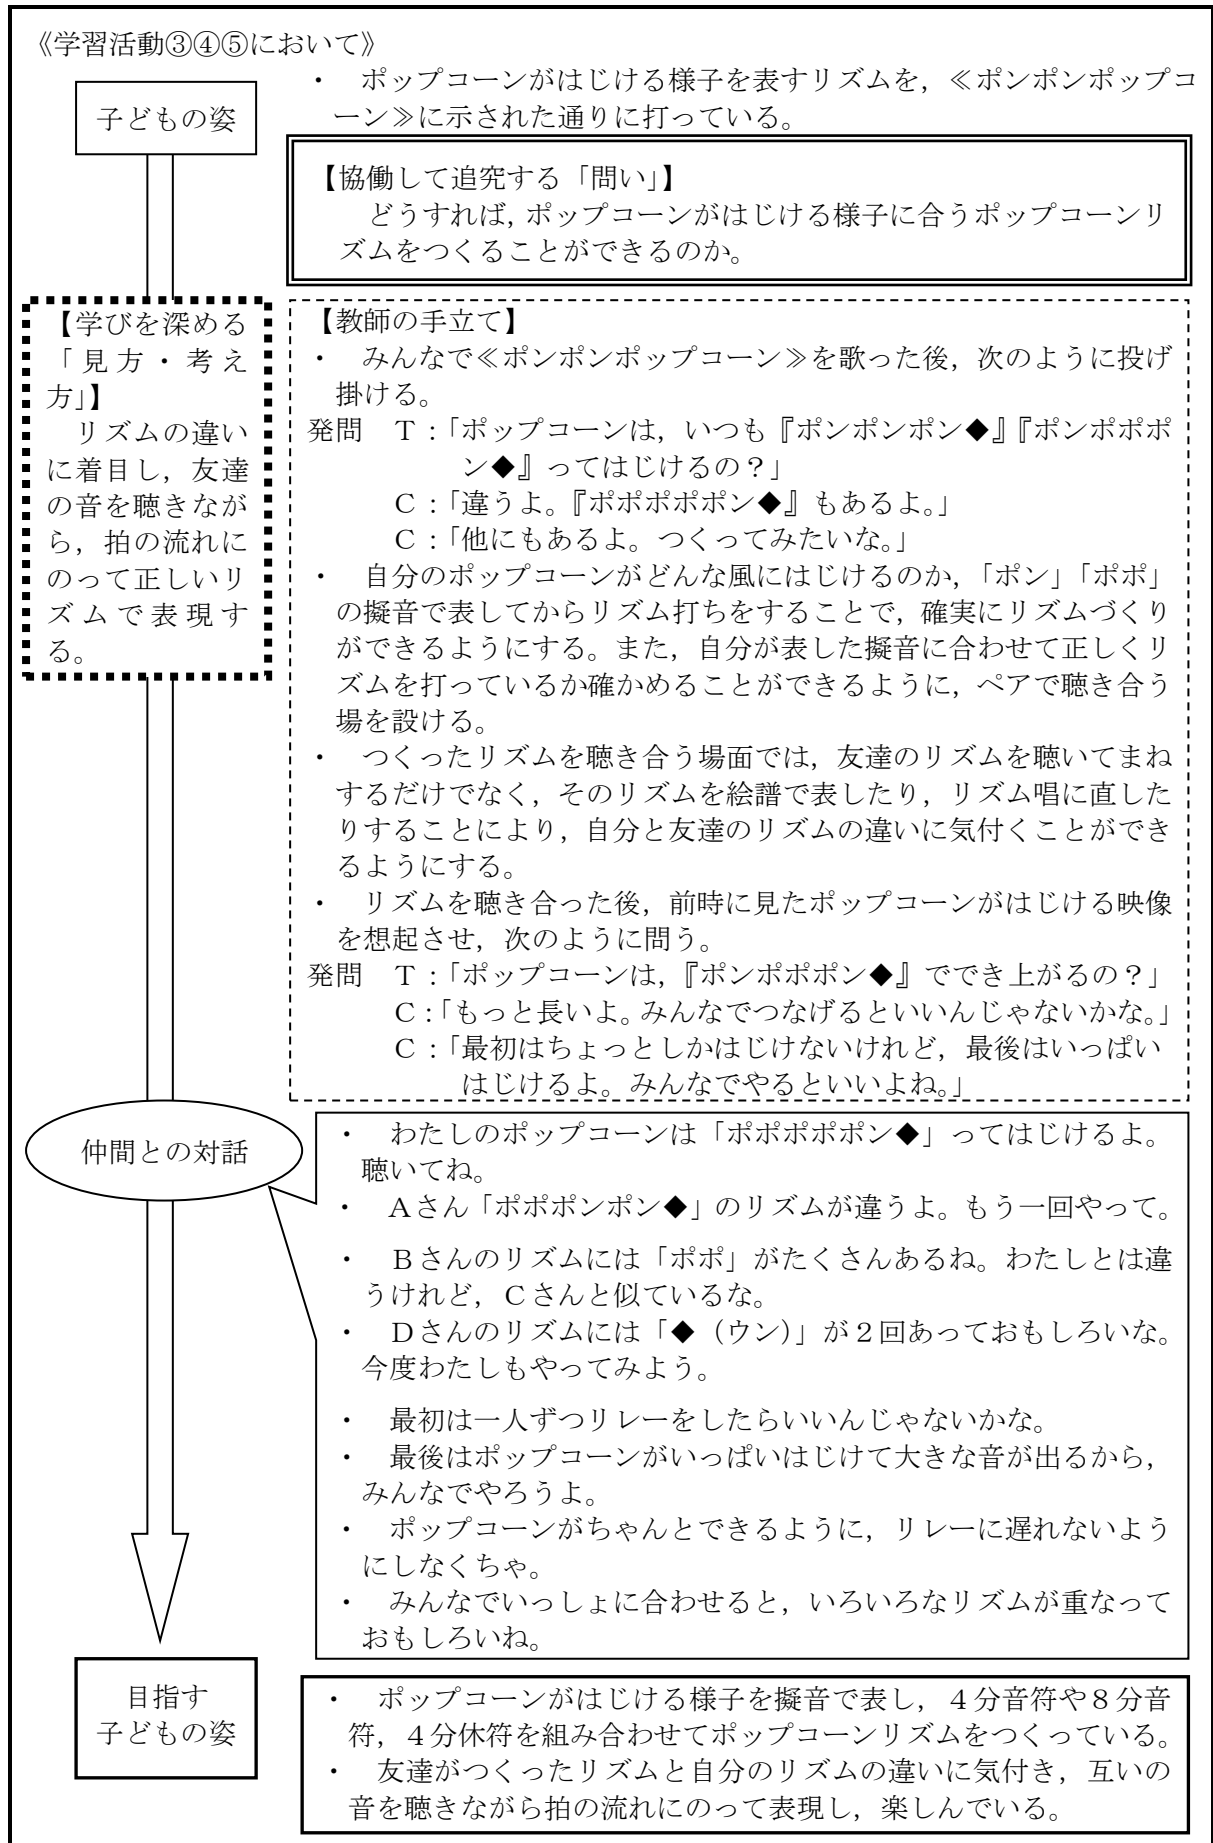 《学習活動③④⑤において》
子どもの姿
・　ポップコーンがはじける様子を表すリズムを，≪ポンポンポップコ
ーン≫に示された通りに打っている。
【協働して追究する「問い」】
どうすれば，ポップコーンがはじける様子に合うポップコーンリ
ズムをつくることができるのか。
【学びを深める
「見方・考え
方」】
リズムの違い
に着目し，友達
の音を聴きなが
ら，拍の流れに
のって正しいリ
ズムで表現す
る。
【教師の手立て】
・　みんなで≪ポンポンポップコーン≫を歌った後，次のように投げ
掛ける。
発問　Ｔ：「ポップコーンは，いつも『ポンポンポン◆』『ポンポポポ
ン◆』ってはじけるの？」
Ｃ：「違うよ。『ポポポポポン◆』もあるよ。」
Ｃ：「他にもあるよ。つくってみたいな。」
・　自分のポップコーンがどんな風にはじけるのか，「ポン」「ポポ」
の擬音で表してからリズム打ちをすることで，確実にリズムづくり
ができるようにする。また，自分が表した擬音に合わせて正しくリ
ズムを打っているか確かめることができるように，ペアで聴き合う
場を設ける。
・　つくったリズムを聴き合う場面では，友達のリズムを聴いてまね
するだけでなく，そのリズムを絵譜で表したり，リズム唱に直した
りすることにより，自分と友達のリズムの違いに気付くことができ
るようにする。
・　リズムを聴き合った後，前時に見たポップコーンがはじける映像
を想起させ，次のように問う。
発問　Ｔ：「ポップコーンは，『ポンポポポン◆』ででき上がるの？」
Ｃ：「もっと長いよ。みんなでつなげるといいんじゃないかな。」
Ｃ：「最初はちょっとしかはじけないけれど，最後はいっぱい
はじけるよ。みんなでやるといいよね。」
仲間との対話
・　わたしのポップコーンは「ポポポポポン◆」ってはじけるよ。
聴いてね。
・　Ａさん「ポポポンポン◆」のリズムが違うよ。もう一回やって。
・　Ｂさんのリズムには「ポポ」がたくさんあるね。わたしとは違
うけれど，Ｃさんと似ているな。
・　Ｄさんのリズムには「◆（ウン）」が２回あっておもしろいな。
今度わたしもやってみよう。
・　最初は一人ずつリレーをしたらいいんじゃないかな。
・　最後はポップコーンがいっぱいはじけて大きな音が出るから，
みんなでやろうよ。
・　ポップコーンがちゃんとできるように，リレーに遅れないよう
にしなくちゃ。
・　みんなでいっしょに合わせると，いろいろなリズムが重なって
おもしろいね。
目指す
子どもの姿
・　ポップコーンがはじける様子を擬音で表し，４分音符や８分音
符，４分休符を組み合わせてポップコーンリズムをつくっている。
・　友達がつくったリズムと自分のリズムの違いに気付き，互いの
音を聴きながら拍の流れにのって表現し，楽しんでいる。